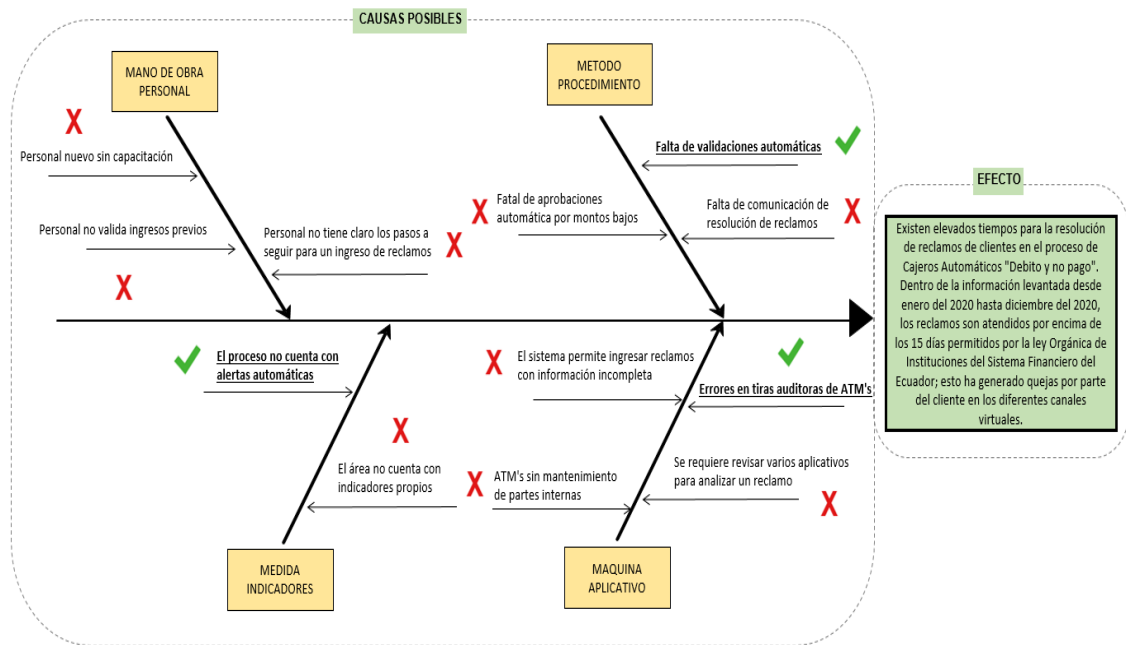 CAUSAS POSIBLES
MANO DE OBRA
PERSONAL
METODO
PROCEDIMIENTO
Personal nuevo sin capacitación
Personal no valida ingresos previos
Personal no tiene claro los pasos a
seguir para un ingreso de reclamos
Falta de validaciones automáticas
Fatal de aprobaciones
automática por montos bajos
Falta de comunicación de
resolución de reclamos
EFECTO
Existen elevados tiempos para la resolución
de reclamos de clientes en el proceso de
Cajeros Automáticos "Debito y no pago".
Dentro de la información levantada desde
enero del 2020 hasta diciembre del 2020,
los reclamos son atendidos por encima de
los 15 días permitidos por la ley Orgánica de
Instituciones del Sistema Financiero del
Ecuador; esto ha generado quejas por parte
del cliente en los diferentes canales
virtuales.
El proceso no cuenta con
alertas automáticas
El área no cuenta con
indicadores propios
El sistema permite ingresar reclamos
con información incompleta
Errores en tiras auditoras de ATM's
ATM's sin mantenimiento
de partes internas
Se requiere revisar varios aplicativos
para analizar un reclamo
MEDIDA
INDICADORES
MAQUINA
APLICATIVO